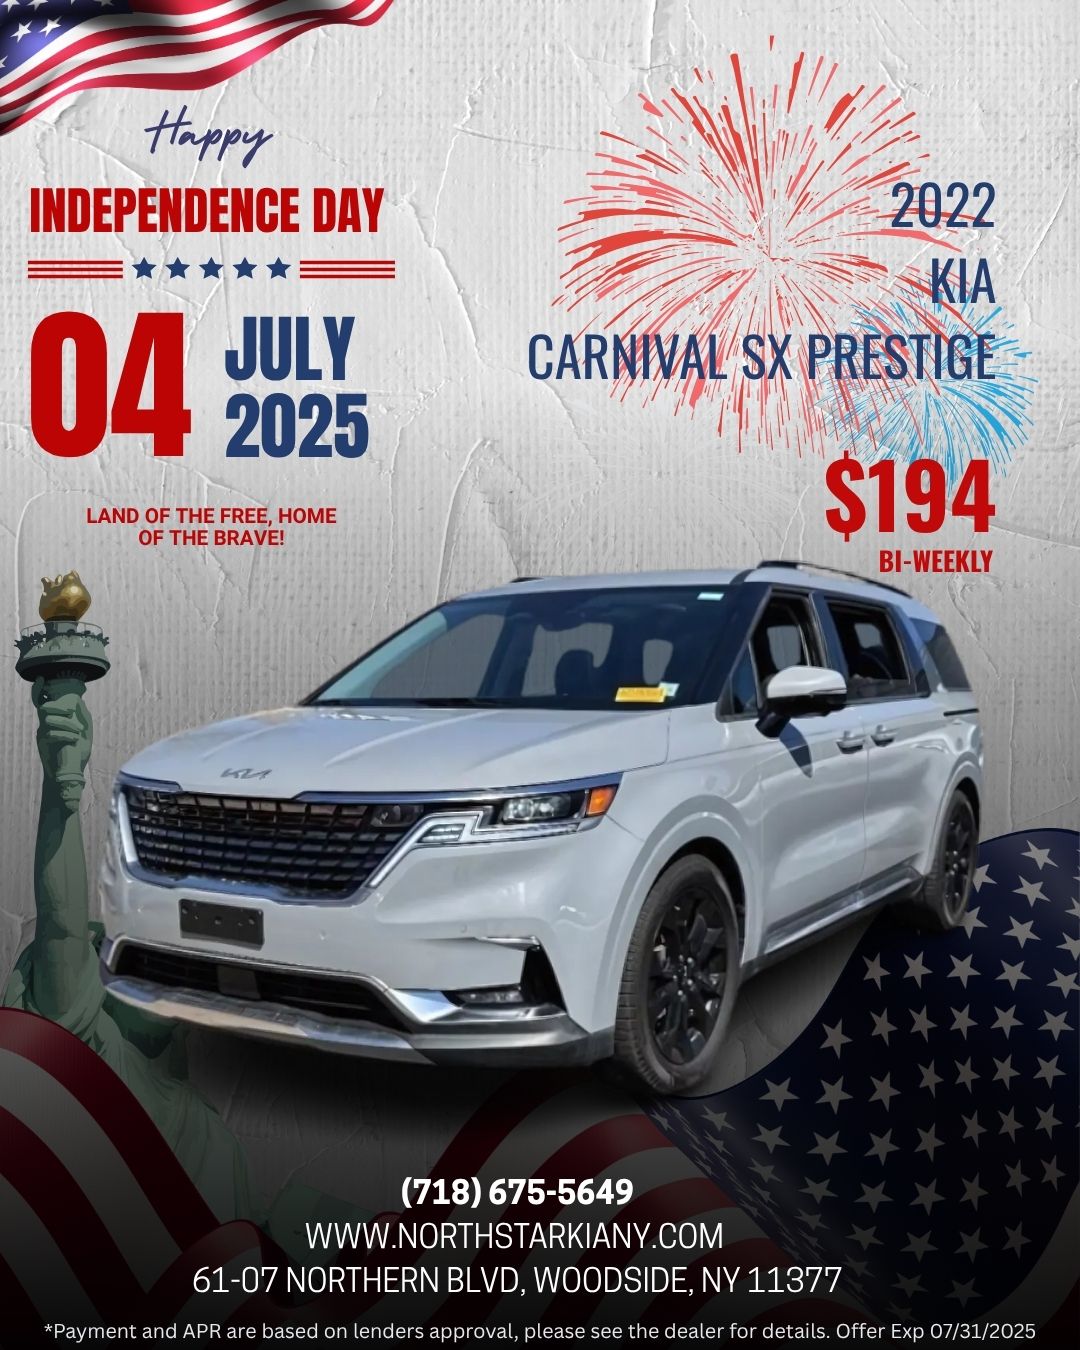 Happy
INDEPENDENCE DAY
04
JULY
2025
LAND OF THE FREE, HOME
OF THE BRAVE!
2022
KIA
CARNIVAL SX PRESTIGE
$194
BI-WEEKLY
KIA
(718) 675-5649
WWW.NORTHSTARKIANY.COM
61-07 NORTHERN BLVD, WOODSIDE, NY 11377
*Payment and APR are based on lenders approval, please see the dealer for details. Offer Exp 07/31/2025